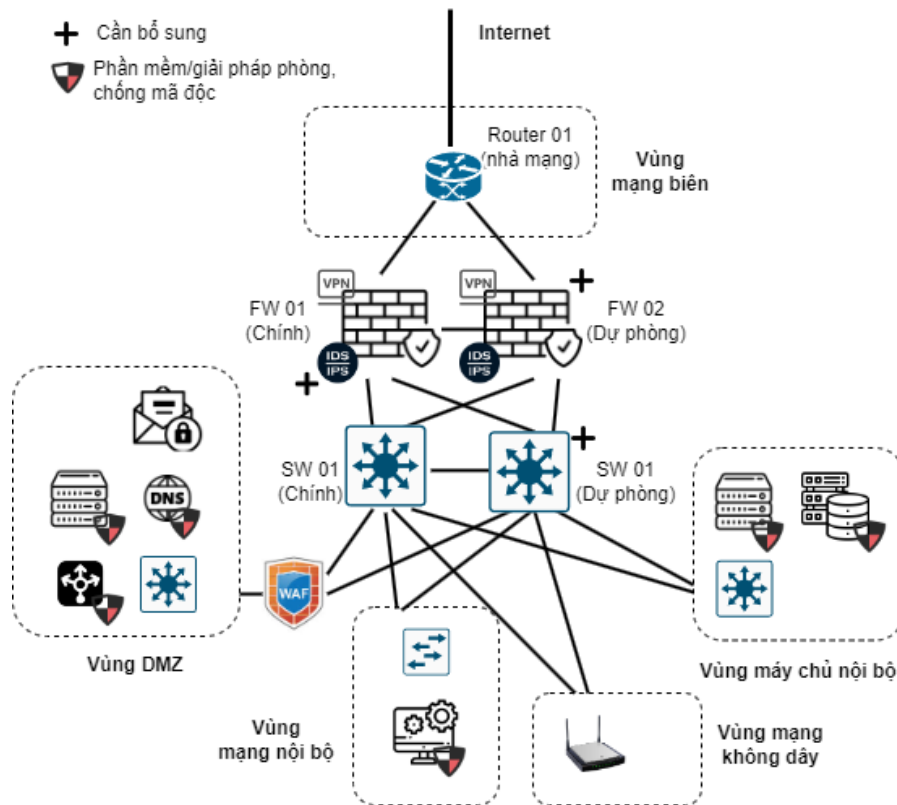 Cần bổ sung
Phần mềm/giải pháp phòng,
chống mã độc
Internet
Router 01
(nhà mạng)
Vùng
mạng biên
VPN
VPN
FW 01
(Chính)
FW 02
(Dự phòng)
IDS
IPS
IDS
IPS
SW 01
(Chính)
SW 01
(Dự phòng)
DNS
WAF
Vùng DMZ
Vùng máy chủ nội bộ
Vùng
mạng nội bộ
Vùng mạng
không dây